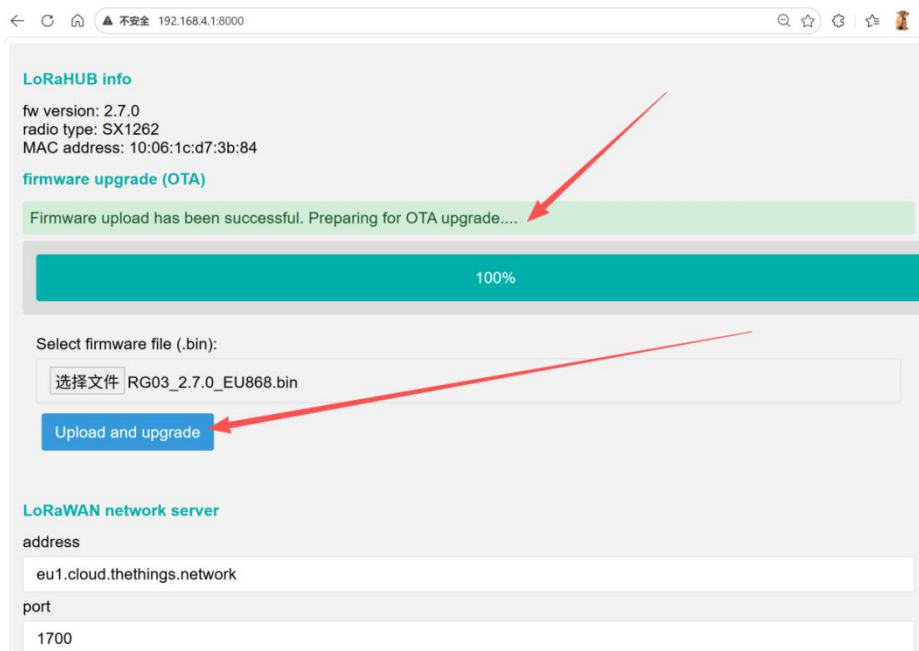 不安全 192.168.4.1:8000
LoRaHUB info
fw version: 2.7.0
radio type: SX1262
MAC address: 10:06:1c:d7:3b:84
firmware upgrade (OTA)
Firmware upload has been successful. Preparing for OTA upgrade....
100%
Select firmware file (.bin):
选择文件 RG03_2.7.0_EU868.bin
Upload and upgrade
LoRaWAN network server
address
eu1.cloud.thethings.network
port
1700